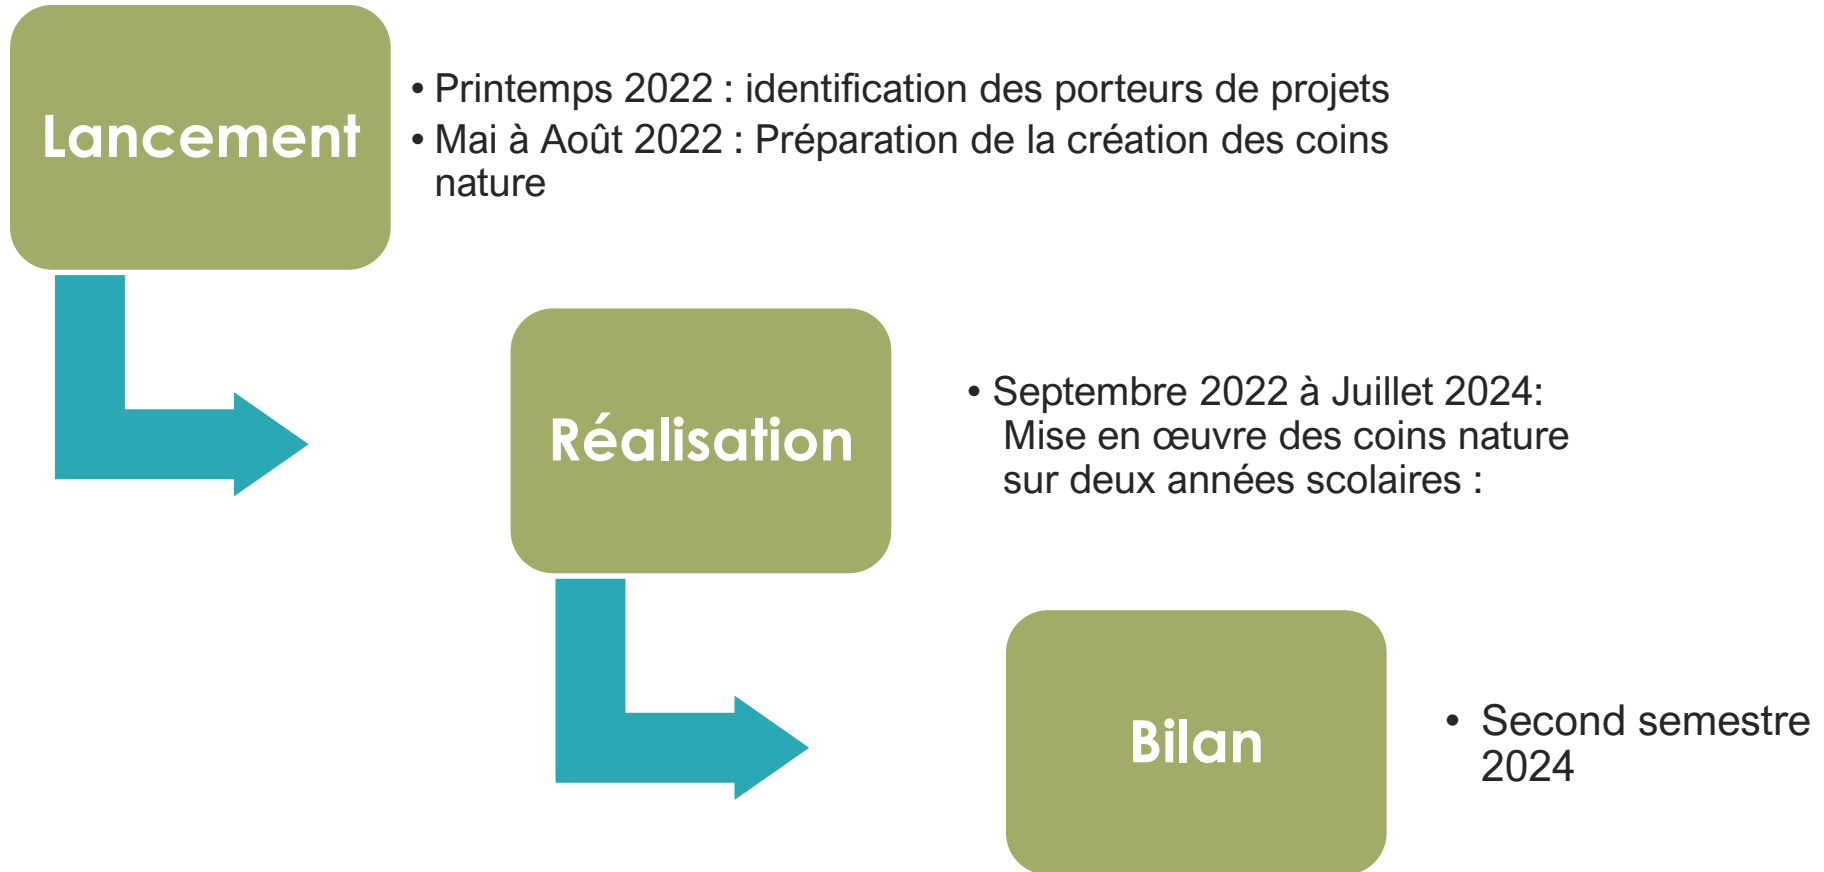 Lancement
• Printemps 2022 : identification des porteurs de projets
• Mai à Août 2022 : Préparation de la création des coins
nature
Réalisation
• Septembre 2022 à Juillet 2024:
Mise en œuvre des coins nature
sur deux années scolaires :
Bilan
• Second semestre
2024